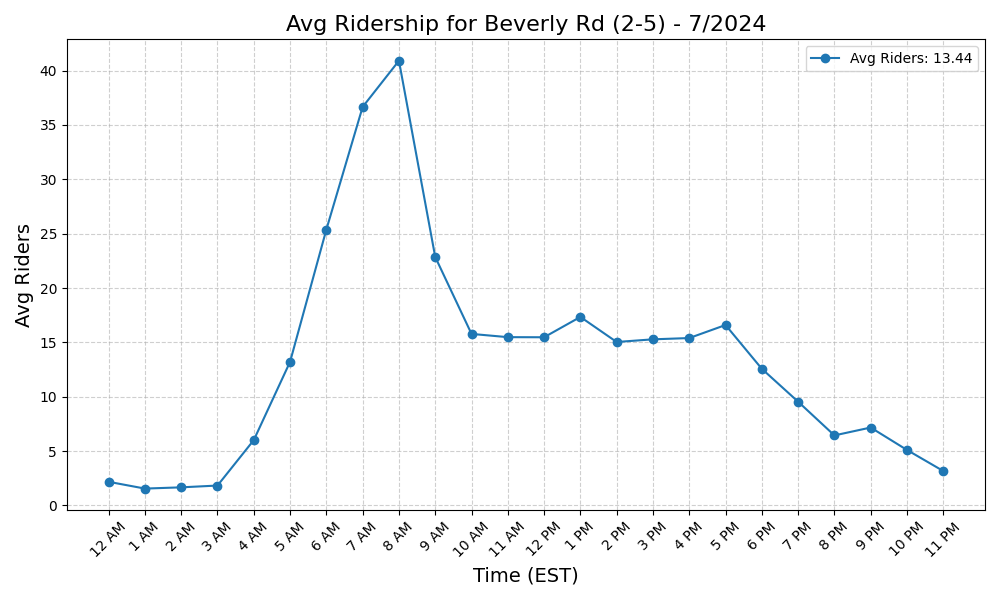 Avg Ridership for Beverly Rd (2-5) - 7/2024
Avg Riders: 13.44
Avg Riders
40
35
30
25
20
15
10
5
0
12 AM
1 AM
2 AM
3 AM
4 AM
5 AM
6 AM
7 AM
8 AM
9 AM
10 AM
11 AM
12 PM
1 PM
2 PM
3 PM
4 PM
5 PM
6 PM
7 PM
8 PM
9 PM
10 PM
11 PM
Time (EST)